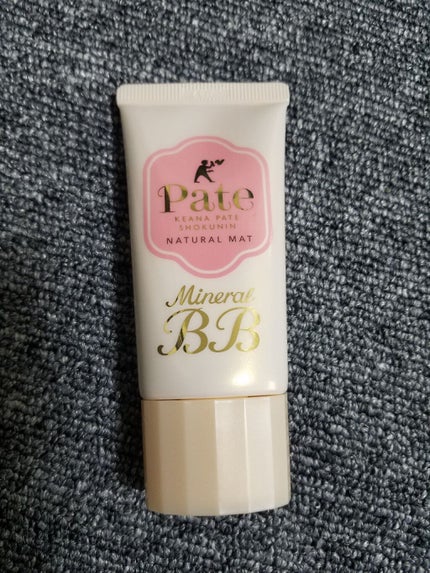 Pate
KEANA PATE
SHOKUNIN
NATURAL MAT
Mineral
BB